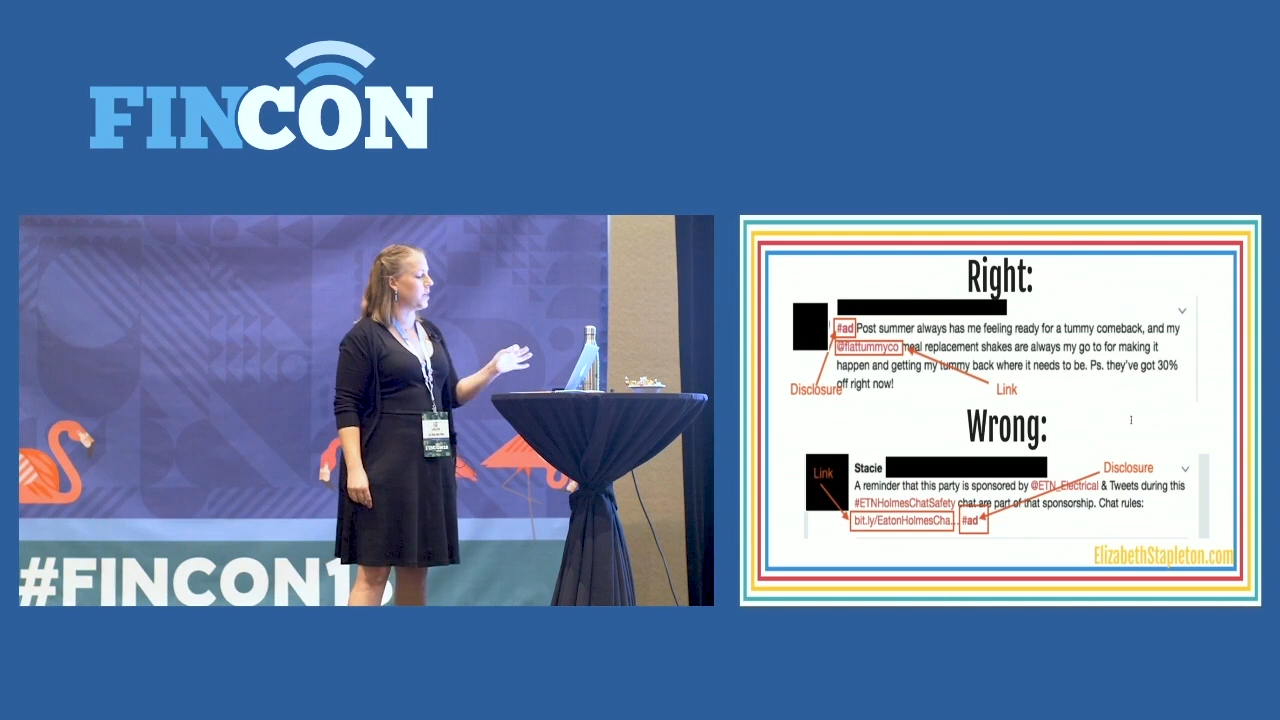 FINCON
#FINCON1
Right:
#ad Post summer always has me feeling ready for a tummy comeback, and my
@flattummyco meal replacement shakes are always my go to for making it
happen and getting my tummy back where it needs to be. Ps. they've got 30%
off right now!
Disclosure
Link
Wrong:
Link
Disclosure
Stacie
A reminder that this party is sponsored by @ETN_Electrical & Tweets during this
#ETNHolmesChatSafety chat are part of that sponsorship. Chat rules:
bit.ly/EatonHolmesCha... #ad
ElizabethStapleton.com